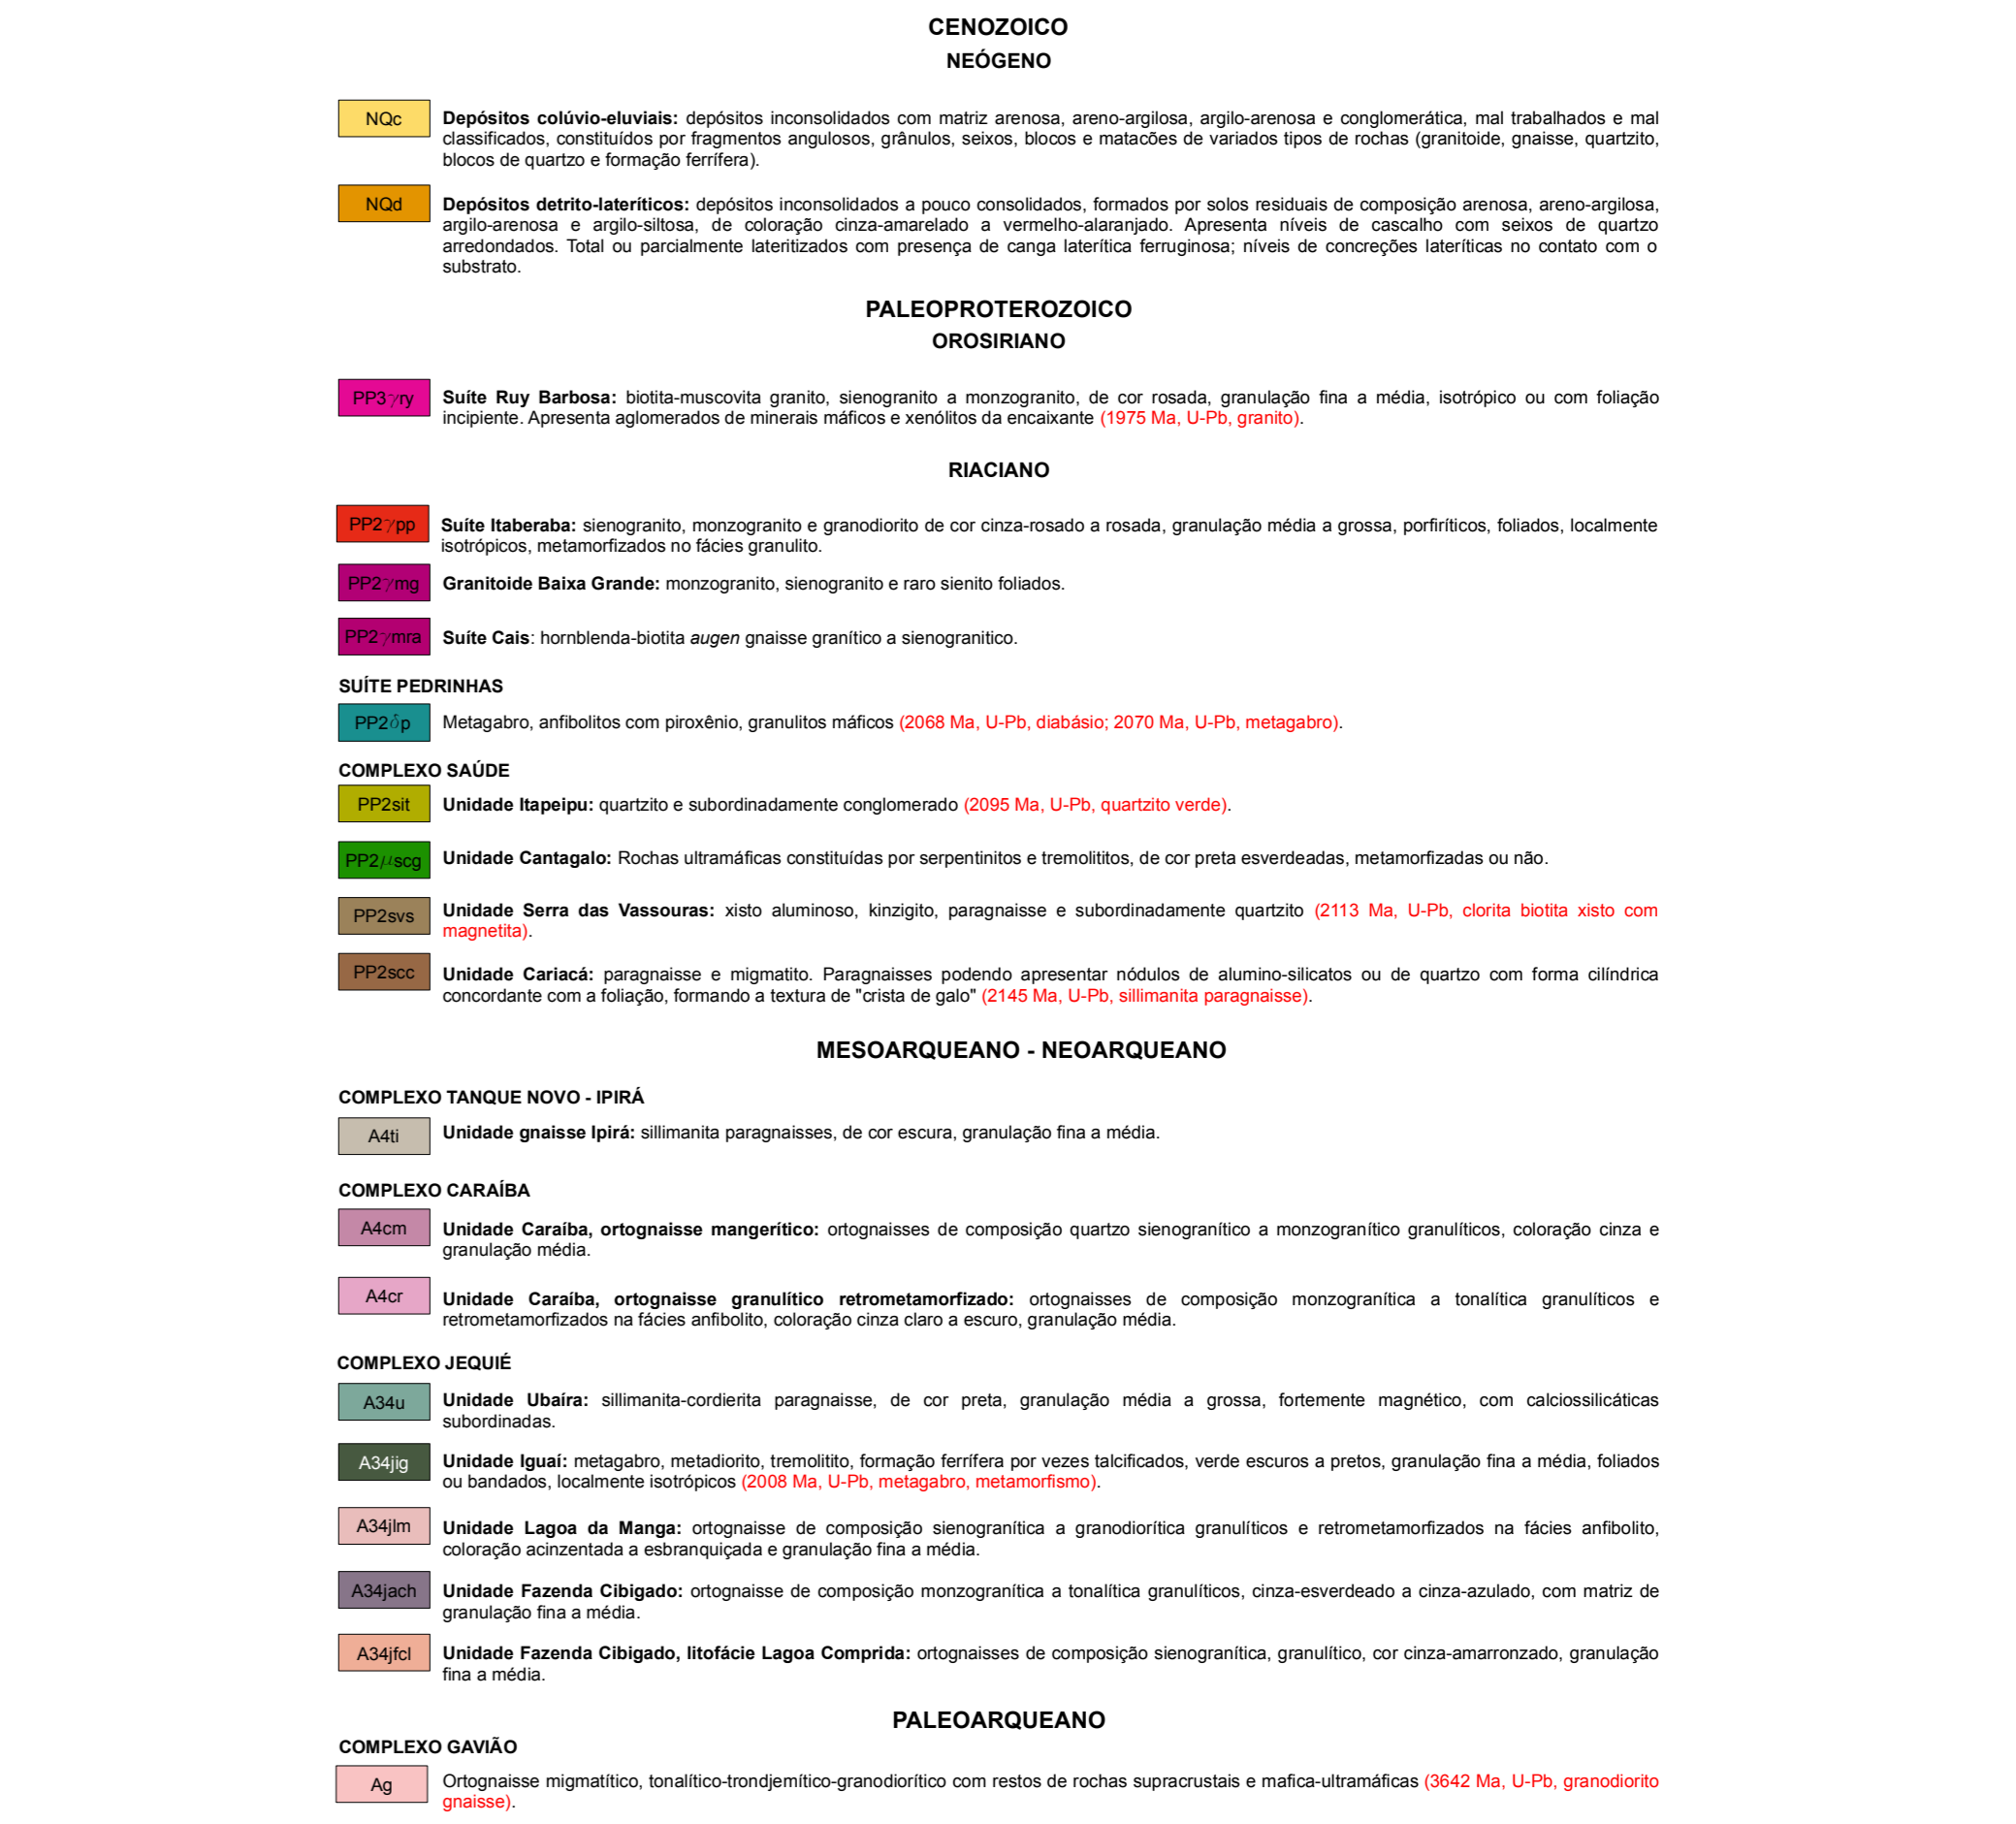 CENOZOICO
NEÓGENO
NQc
Depósitos colúvio-eluviais: depósitos inconsolidados com matriz arenosa, areno-argilosa, argilo-arenosa e conglomerática, mal trabalhados e mal
classificados, constituídos por fragmentos angulosos, grânulos, seixos, blocos e matacões de variados tipos de rochas (granitoide, gnaisse, quartzito,
blocos de quartzo e formação ferrífera).
NQd
Depósitos detrito-lateríticos: depósitos inconsolidados a pouco consolidados, formados por solos residuais de composição arenosa, areno-argilosa,
argilo-arenosa e argilo-siltosa, de coloração cinza-amarelado a vermelho-alaranjado. Apresenta níveis de cascalho com seixos de quartzo
arredondados. Total ou parcialmente lateritizados com presença de canga laterítica ferruginosa; níveis de concreções lateríticas no contato com o
substrato.
PALEOPROTEROZOICO
OROSIRIANO
PP3γry
Suíte Ruy Barbosa: biotita-muscovita granito, sienogranito a monzogranito, de cor rosada, granulação fina a média, isotrópico ou com foliação
incipiente. Apresenta aglomerados de minerais máficos e xenólitos da encaixante (1975 Ma, U-Pb, granito).
RIACIANO
PP2γpp
Suíte Itaberaba: sienogranito, monzogranito e granodiorito de cor cinza-rosado a rosada, granulação média a grossa, porfiríticos, foliados, localmente
isotrópicos, metamorfizados no fácies granulito.
PP2γmg
Granitoide Baixa Grande: monzogranito, sienogranito e raro sienito foliados.
PP2γmra
Suíte Cais: hornblenda-biotita augen gnaisse granítico a sienogranitico.
SUÍTE PEDRINHAS
PP2δp
Metagabro, anfibolitos com piroxênio, granulitos máficos (2068 Ma, U-Pb, diabásio; 2070 Ma, U-Pb, metagabro).
COMPLEXO SAÚDE
PP2sit
Unidade Itapeipu: quartzito e subordinadamente conglomerado (2095 Ma, U-Pb, quartzito verde).
PP2μscg
Unidade Cantagalo: Rochas ultramáficas constituídas por serpentinitos e tremolititos, de cor preta esverdeadas, metamorfizadas ou não.
PP2svs
Unidade Serra das Vassouras: xisto aluminoso, kinzigito, paragnaisse e subordinadamente quartzito (2113 Ma, U-Pb, clorita biotita xisto com
magnetita).
PP2scc
Unidade Cariacá: paragnaisse e migmatito. Paragnaisses podendo apresentar nódulos de alumino-silicatos ou de quartzo com forma cilíndrica
concordante com a foliação, formando a textura de "crista de galo" (2145 Ma, U-Pb, sillimanita paragnaisse).
MESOARQUEANO - NEOARQUEANO
COMPLEXO TANQUE NOVO - IPIRÁ
A4ti
Unidade gnaisse Ipirá: sillimanita paragnaisses, de cor escura, granulação fina a média.
COMPLEXO CARAÍBA
A4cm
Unidade Caraíba, ortognaisse mangerítico: ortognaisses de composição quartzo sienogranítico a monzogranítico granulíticos, coloração cinza e
granulação média.
A4cr
Unidade Caraíba, ortognaisse granulítico retrometamorfizado: ortognaisses de composição monzogranítica a tonalítica granulíticos e
retrometamorfizados na fácies anfibolito, coloração cinza claro a escuro, granulação média.
COMPLEXO JEQUIÉ
A34u
Unidade Ubaíra: sillimanita-cordierita paragnaisse, de cor preta, granulação média a grossa, fortemente magnético, com calciossilicáticas
subordinadas.
A34jig
Unidade Iguaí: metagabro, metadiorito, tremolitito, formação ferrífera por vezes talcificados, verde escuros a pretos, granulação fina a média, foliados
ou bandados, localmente isotrópicos (2008 Ma, U-Pb, metagabro, metamorfismo).
A34jlm
Unidade Lagoa da Manga: ortognaisse de composição sienogranítica a granodiorítica granulíticos e retrometamorfizados na fácies anfibolito,
coloração acinzentada a esbranquiçada e granulação fina a média.
A34jach
Unidade Fazenda Cibigado: ortognaisse de composição monzogranítica a tonalítica granulíticos, cinza-esverdeado a cinza-azulado, com matriz de
granulação fina a média.
A34jfcl
Unidade Fazenda Cibigado, litofácie Lagoa Comprida: ortognaisses de composição sienogranítica, granulítico, cor cinza-amarronzado, granulação
fina a média.
PALEOARQUEANO
COMPLEXO GAVIÃO
Ag
Ortognaisse migmatítico, tonalítico-trondjemítico-granodiorítico com restos de rochas supracrustais e mafica-ultramáficas (3642 Ma, U-Pb, granodiorito
gnaisse).